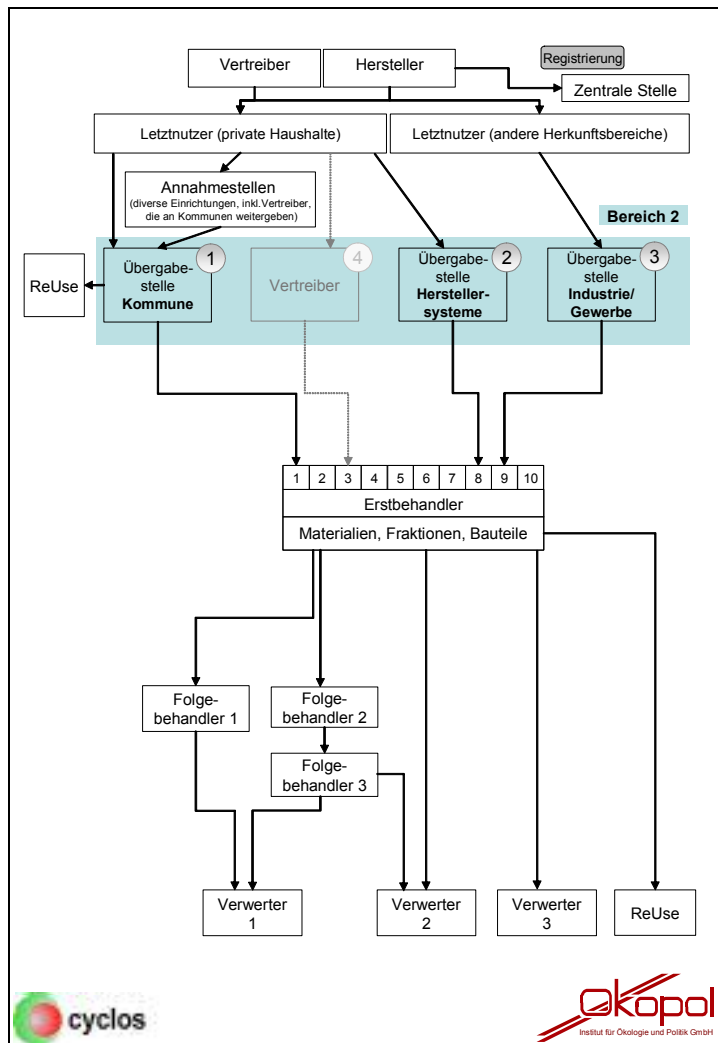 Vertreiber
Hersteller
Registrierung
Zentrale Stelle
Letztnutzer (private Haushalte)
Letztnutzer (andere Herkunftsbereiche)
Annahmestellen
(diverse Einrichtungen, inkl.Vertreiber,
die an Kommunen weitergeben)
Bereich 2
ReUse
1
Übergabe-
stelle
Kommune
4
Vertreiber
2
Übergabe-
stelle
Hersteller-
systeme
3
Übergabe-
stelle
Industrie/
Gewerbe
1 2 3 4 5 6 7 8 9 10
Erstbehandler
Materialien, Fraktionen, Bauteile
Folge-
behandler 1
Folge-
behandler 2
Folge-
behandler 3
Verwerter
1
Verwerter
2
Verwerter
3
ReUse
cyclos
Ökopol
Institut für Ökologie und Politik GmbH